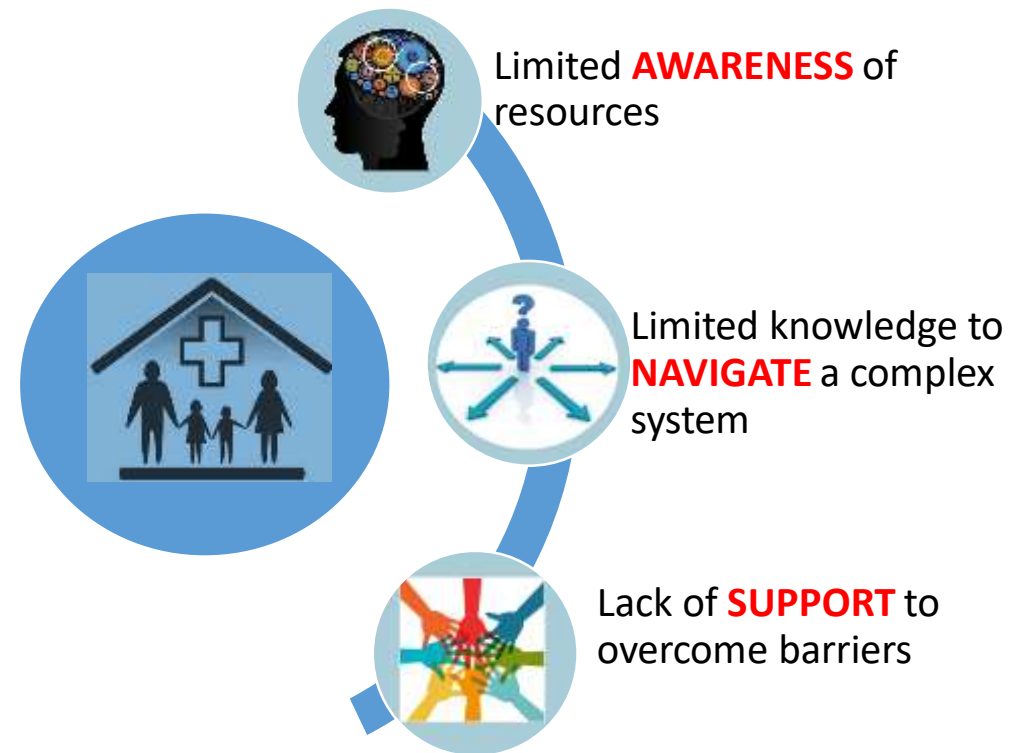 Limited AWARENESS of
resources
?
Limited knowledge to
NAVIGATE a complex
system
Lack of SUPPORT to
overcome barriers